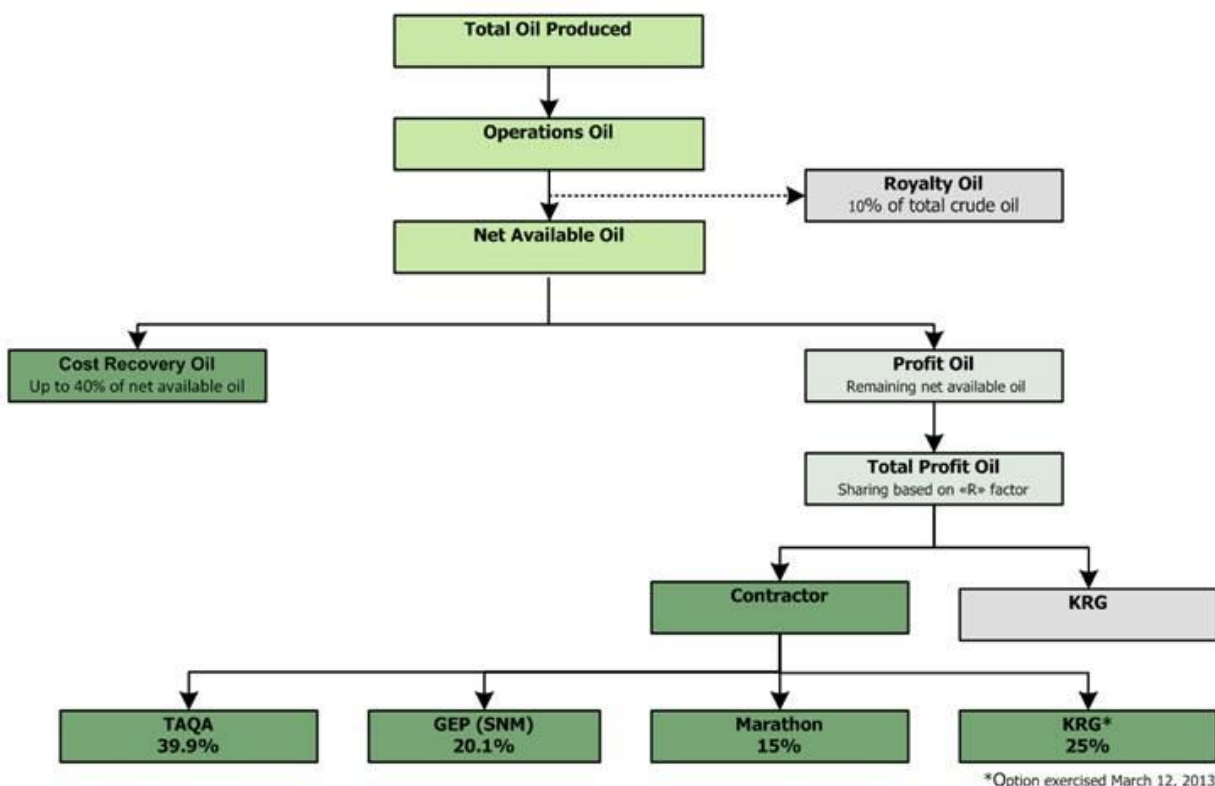 Total Oil Produced
Operations Oil
Royalty Oil
10% of total crude oil
Net Available Oil
Cost Recovery Oil
Up to 40% of net available oil
Profit Oil
Remaining net available oil
Total Profit Oil
Sharing based on «R» factor
Contractor
KRG
TAQA
39.9%
GEP (SNM)
20.1%
Marathon
15%
KRG*
25%
*Option exercised March 12, 2013